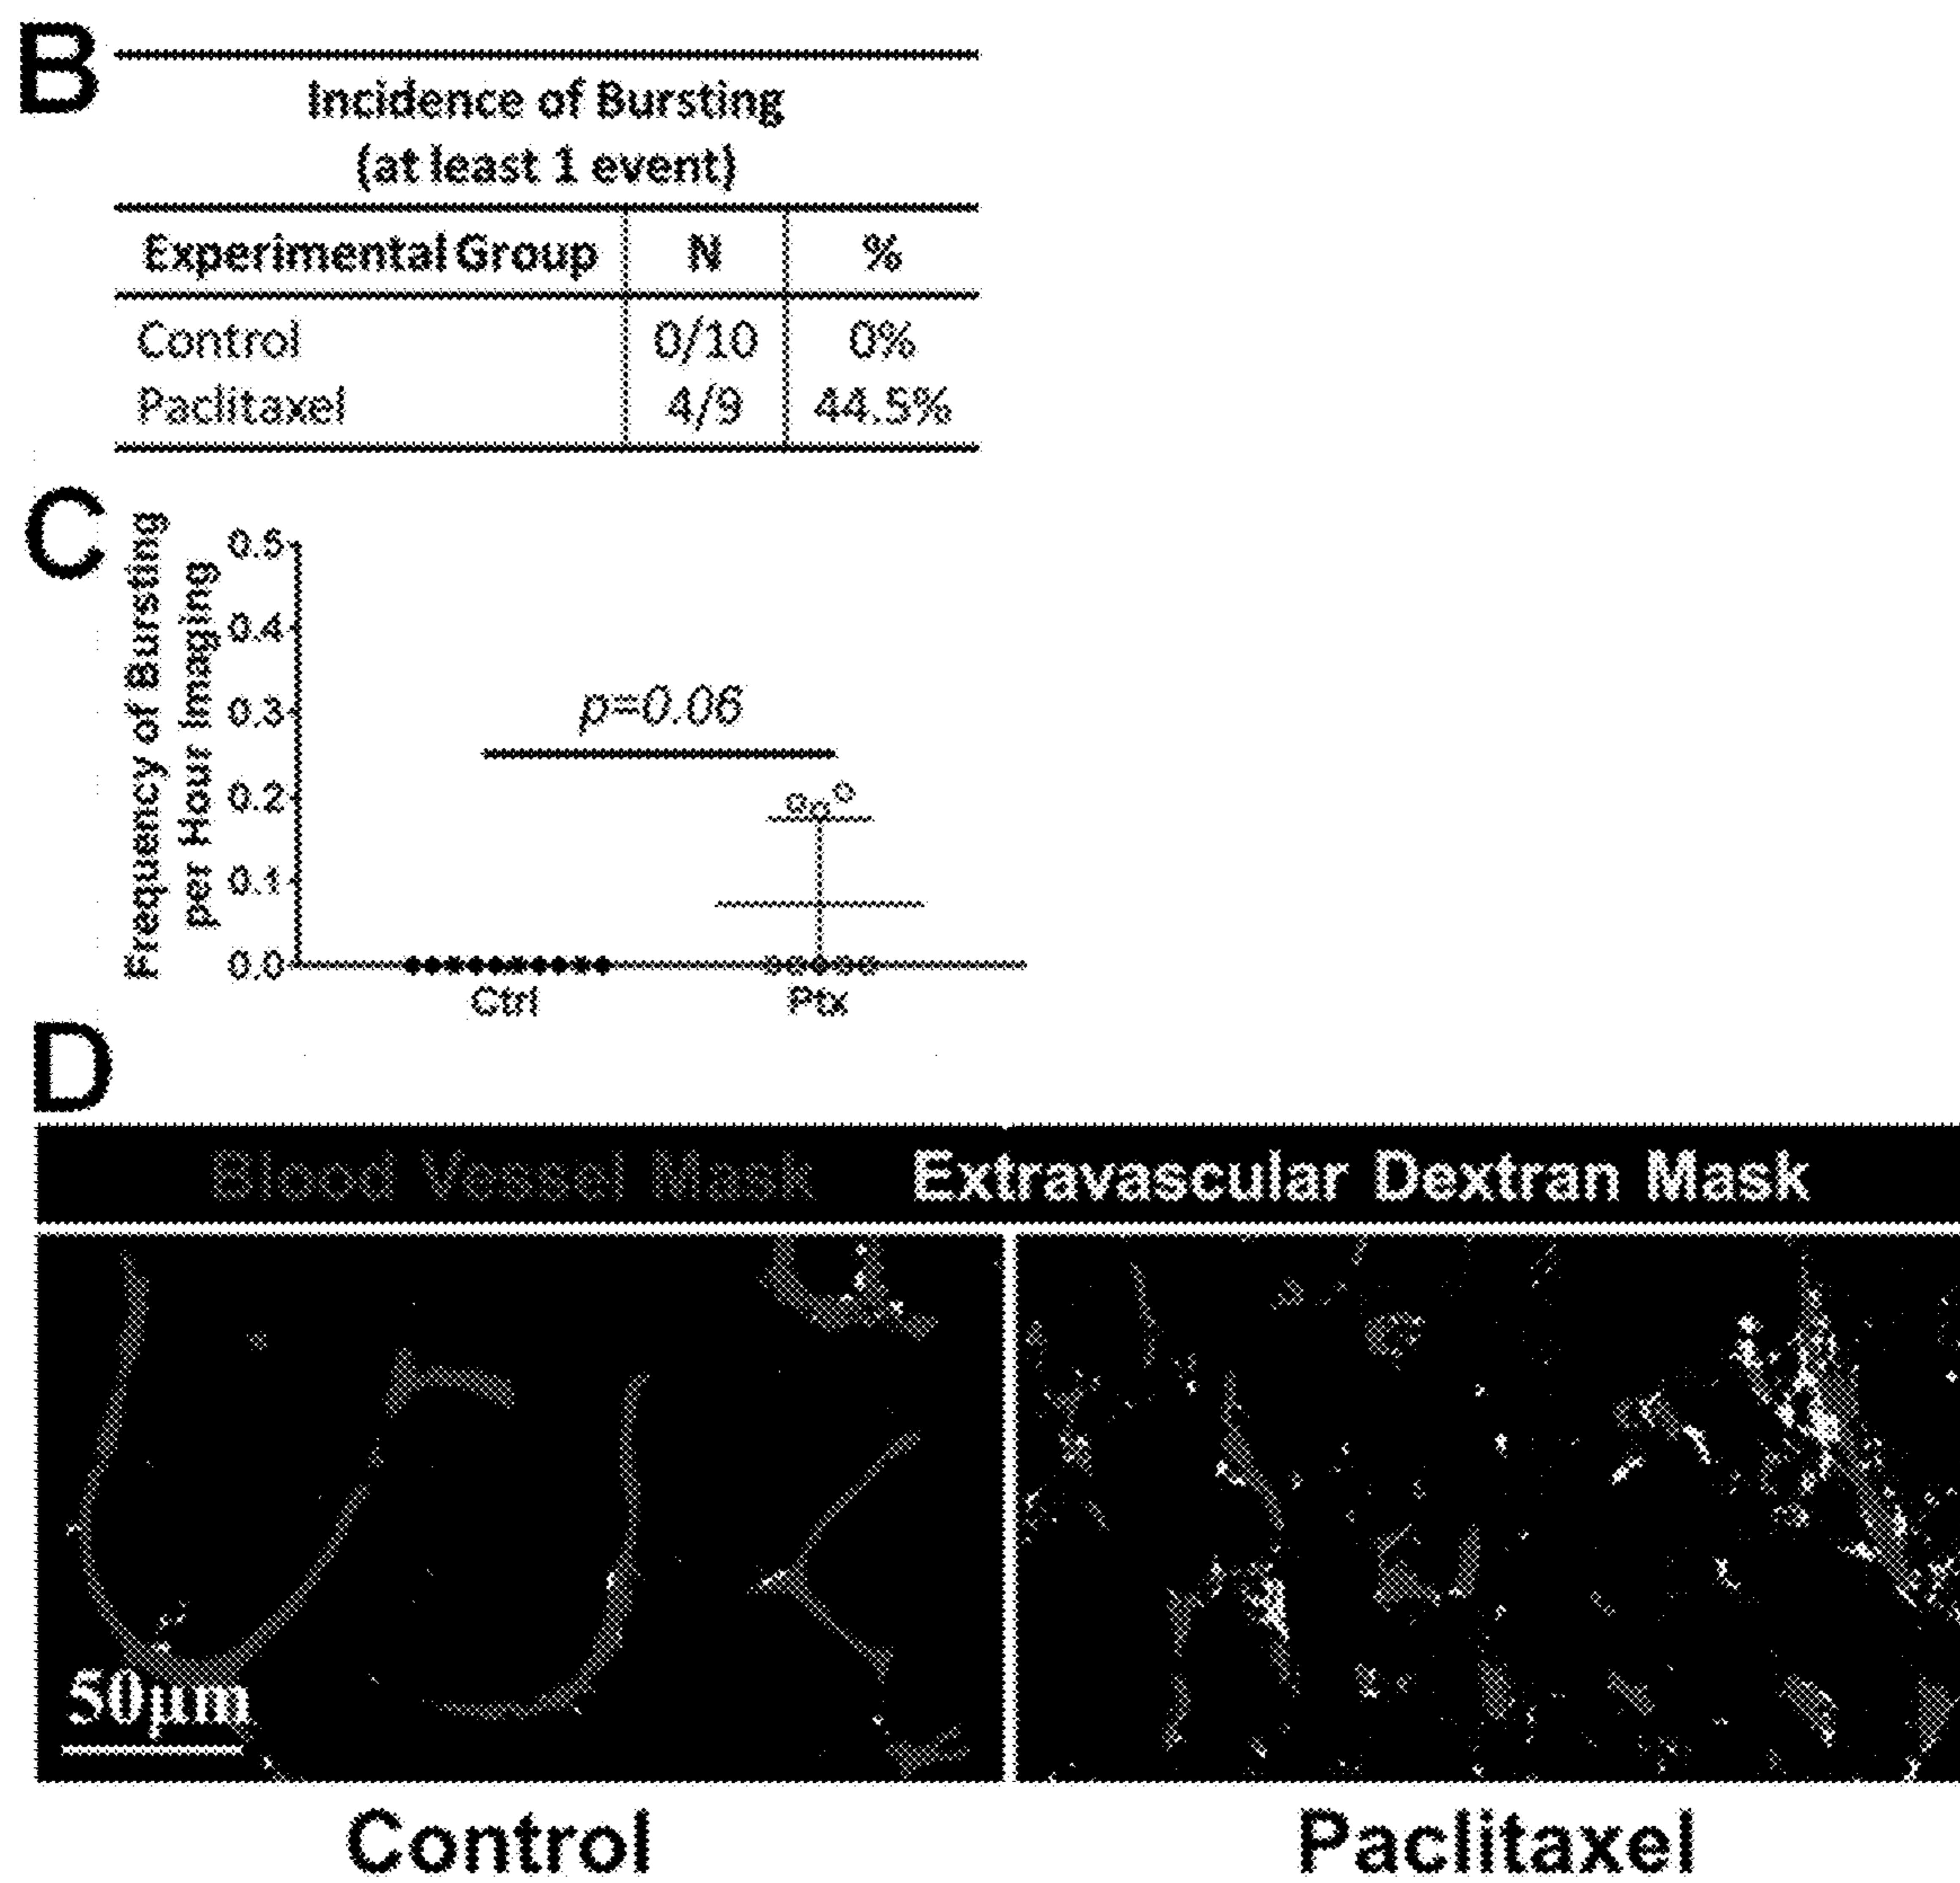 B
Incidence of Bursting
(at least 1 event)
Experimental Group N %
Control 0/10 0%
Paclitaxel 4/9 44.5%
C
Frequency of Bursting
per Hour Imaging
0.5
0.4
0.3
0.2
0.1
0.0
p=0.06
Ctrl Ptx
D
Blood Vessel Mask Extravascular Dextran Mask
50µm
Control Paclitaxel